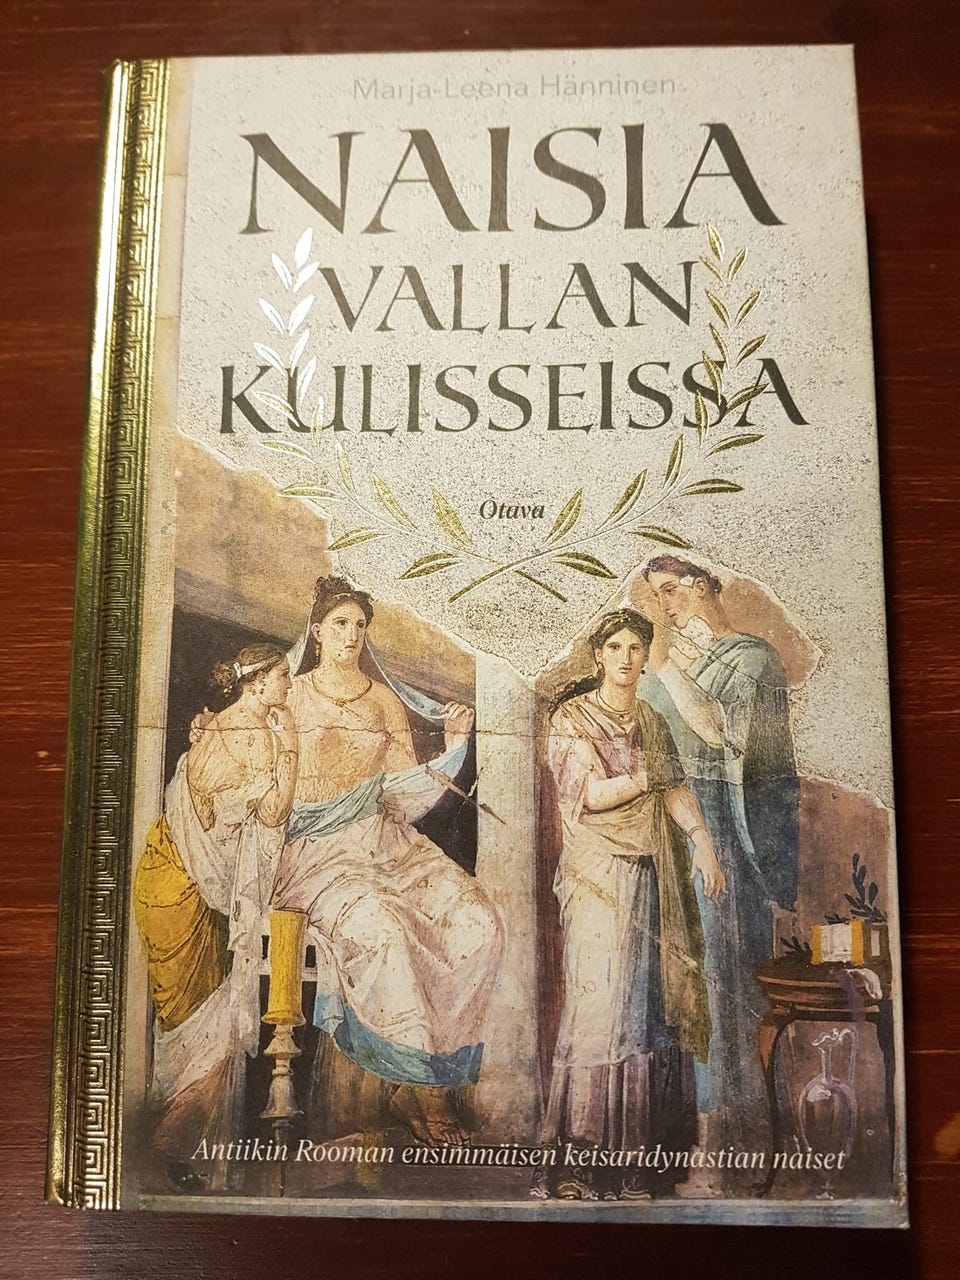 Marja-Leena Hänninen
NAISIA
VALLAN
KULISSEISSA
Otava
Antiikin Rooman ensimmäisen keisaridynastian naiset